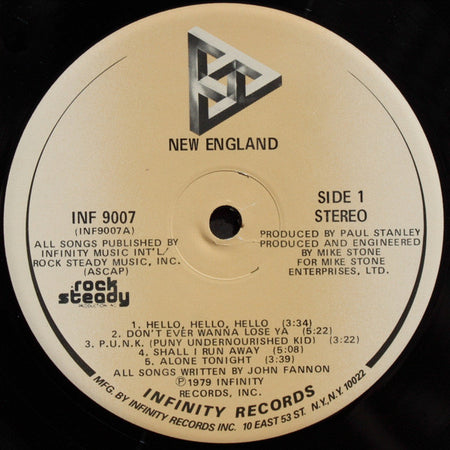 NEW ENGLAND
INF 9007
(INF9007A)
ALL SONGS PUBLISHED BY
INFINITY MUSIC INT'L/
ROCK STEADY MUSIC, INC.
(ASCAP)
rock
steady
PRODUCTION INC.
SIDE 1
STEREO
PRODUCED BY PAUL STANLEY
PRODUCED AND ENGINEERED
BY MIKE STONE
FOR MIKE STONE
ENTERPRISES, LTD.
1. HELLO, HELLO, HELLO (3:34)
2. DON'T EVER WANNA LOSE YA (5:22)
3. P.U.N.K. (PUNY UNDERNOURISHED KID) (3:22)
4. SHALL I RUN AWAY (5:08)
5. ALONE TONIGHT (3:39)
ALL SONGS WRITTEN BY JOHN FANNON
Ⓟ1979 INFINITY
RECORDS, INC.
INFINITY RECORDS
MFG. BY INFINITY RECORDS INC. 10 EAST 53 ST. N.Y., N.Y. 10022